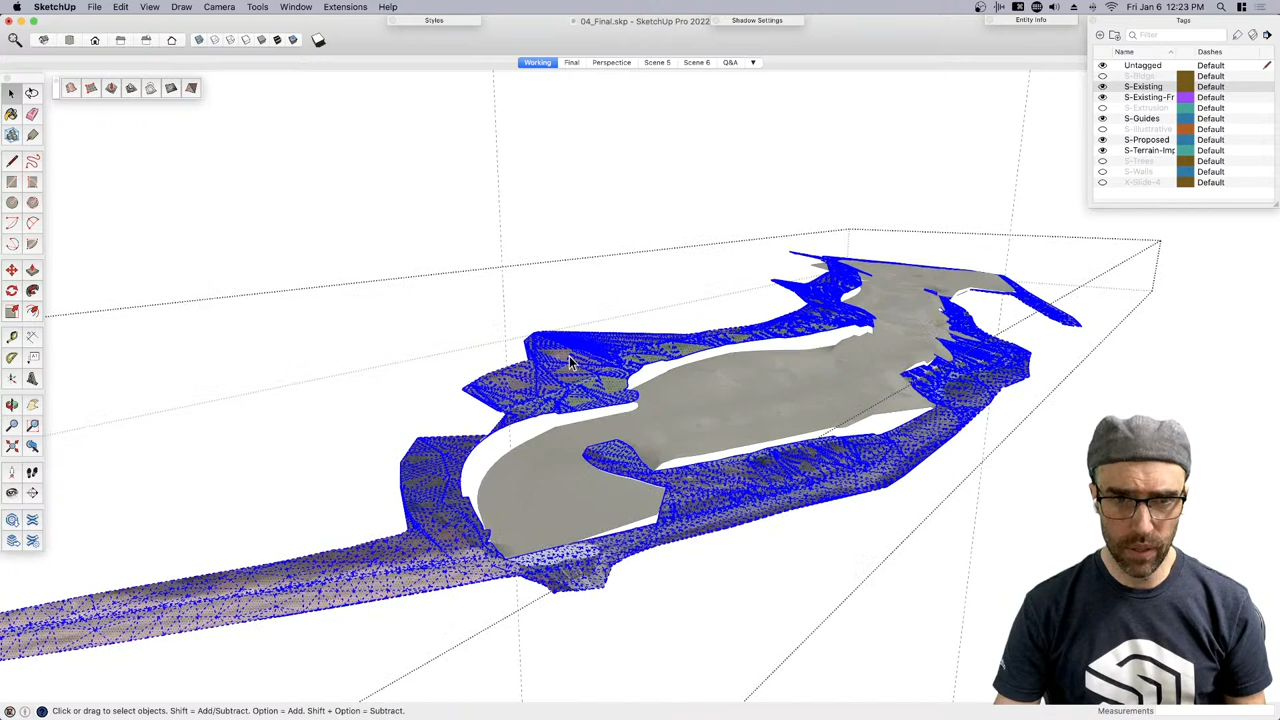 SketchUp File Edit Draw Camera Tools Window Extensions Help
Fri Jan 6 12:23 PM
Styles
04_Final.skp - SketchUp Pro 2022
Shadow Settings
Entity Info
Tags
Filter
Name
Dashes
Working Final Perspective Scene 5 Scene 6 Q&A
Untagged Default
S-Bldgs Default
S-Existing Default
S-Existing-Fr Default
S-Extrusion Default
S-Guides Default
S-Illustrative Default
S-Proposed Default
S-Terrain-Imp Default
S-Trees Default
S-Walls Default
X-Slide-4 Default
Click or drag to select objects. Shift = Add/Subtract. Option = Add. Shift + Option = Subtract.
Measurements